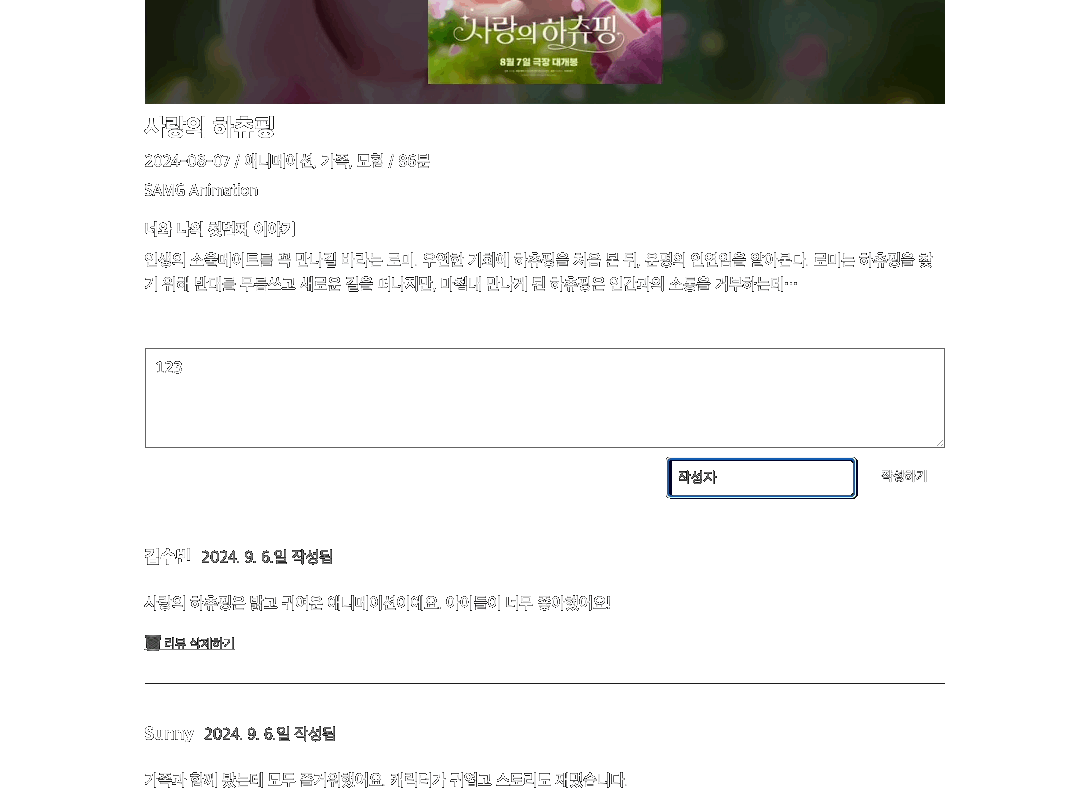 사랑의 하츄핑
8월 7일 극장 대개봉
사랑의 하츄핑
2024-08-07 / 애니메이션, 가족, 모험 / 86분
SAMG Animation
너와 나의 첫번째 이야기
인생의 소울메이트를 꼭 만나길 바라는 로미. 우연한 기회에 하츄핑을 처음 본 뒤, 운명의 인연임을 알아본다. 로미는 하츄핑을 찾
기 위해 반대를 무릅쓰고 새로운 길을 떠나지만, 마침내 만나게 된 하츄핑은 인간과의 소통을 거부하는데…
123
작성자
작성하기
김수빈 2024. 9. 6.일 작성됨
사랑의 하츄핑은 밝고 귀여운 애니메이션이에요. 아이들이 너무 좋아했어요!
리뷰 삭제하기
Sunny 2024. 9. 6.일 작성됨
가족과 함께 봤는데 모두 즐거워했어요. 캐릭터가 귀엽고 스토리도 재밌습니다.